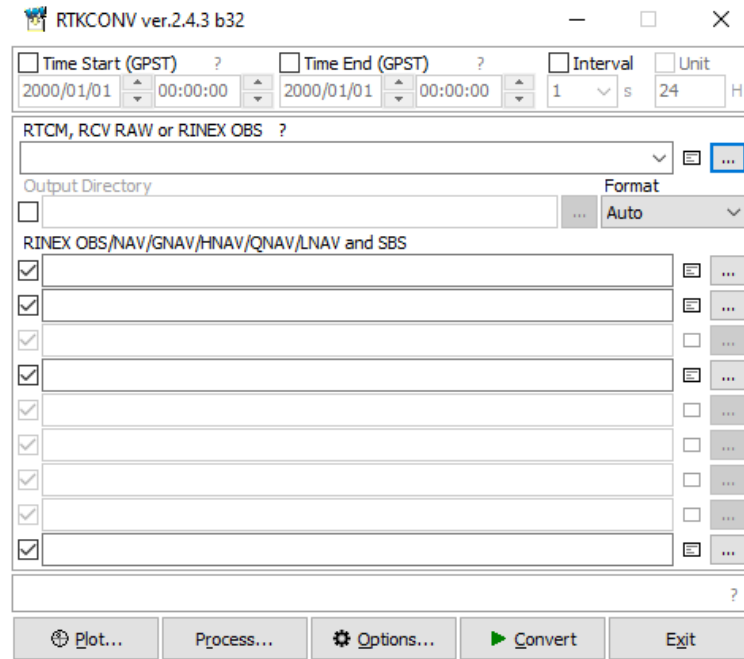 RTKCONV ver.2.4.3 b32
Time Start (GPST) ? Time End (GPST) ? Interval Unit
2000/01/01 00:00:00 2000/01/01 00:00:00 1 s 24 H
RTCM, RCV RAW or RINEX OBS ?
...
Output Directory Format
... Auto
RINEX OBS/NAV/GNAV/HNAV/QNAV/LNAV and SBS
...
...
...
...
...
...
...
...
...
?
Plot... Process... Options... Convert Exit